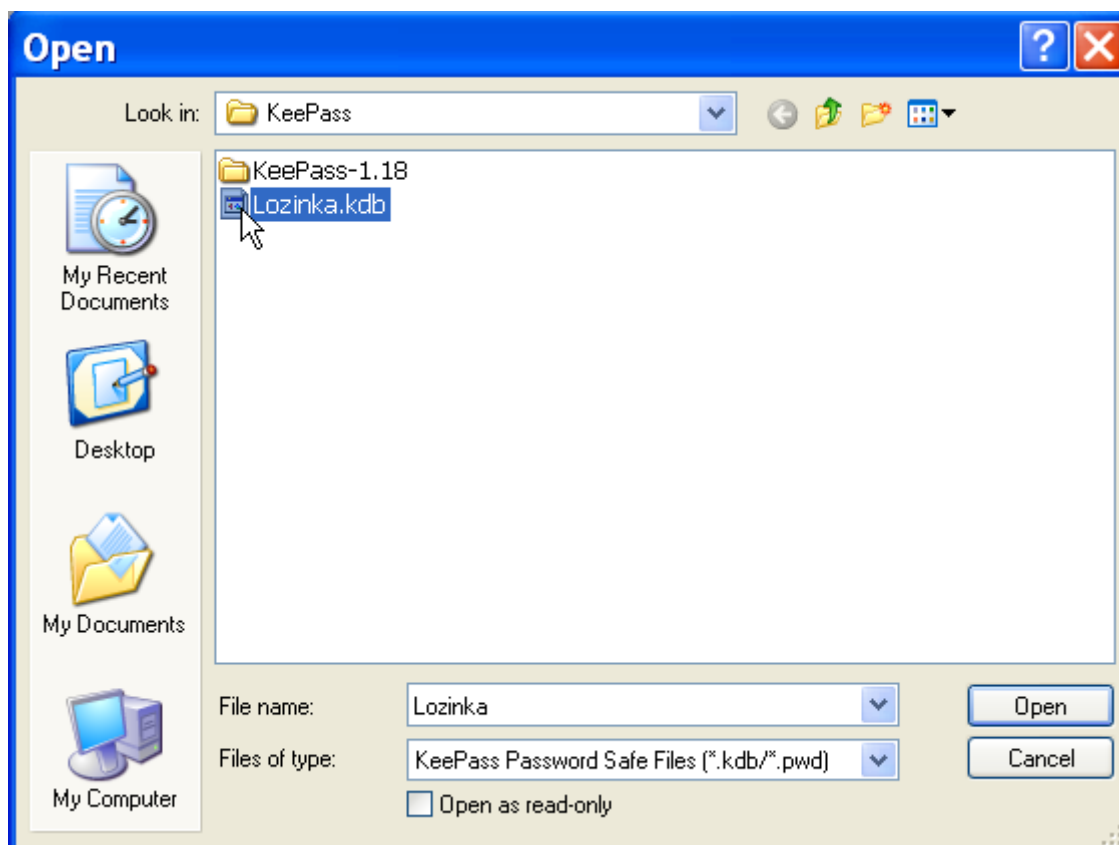 Open
Look in: KeePass
KeePass-1.18
Lozinka.kdb
My Recent
Documents
Desktop
My Documents
My Computer
File name: Lozinka Open
Files of type: KeePass Password Safe Files (*.kdb/*.pwd) Cancel
Open as read-only